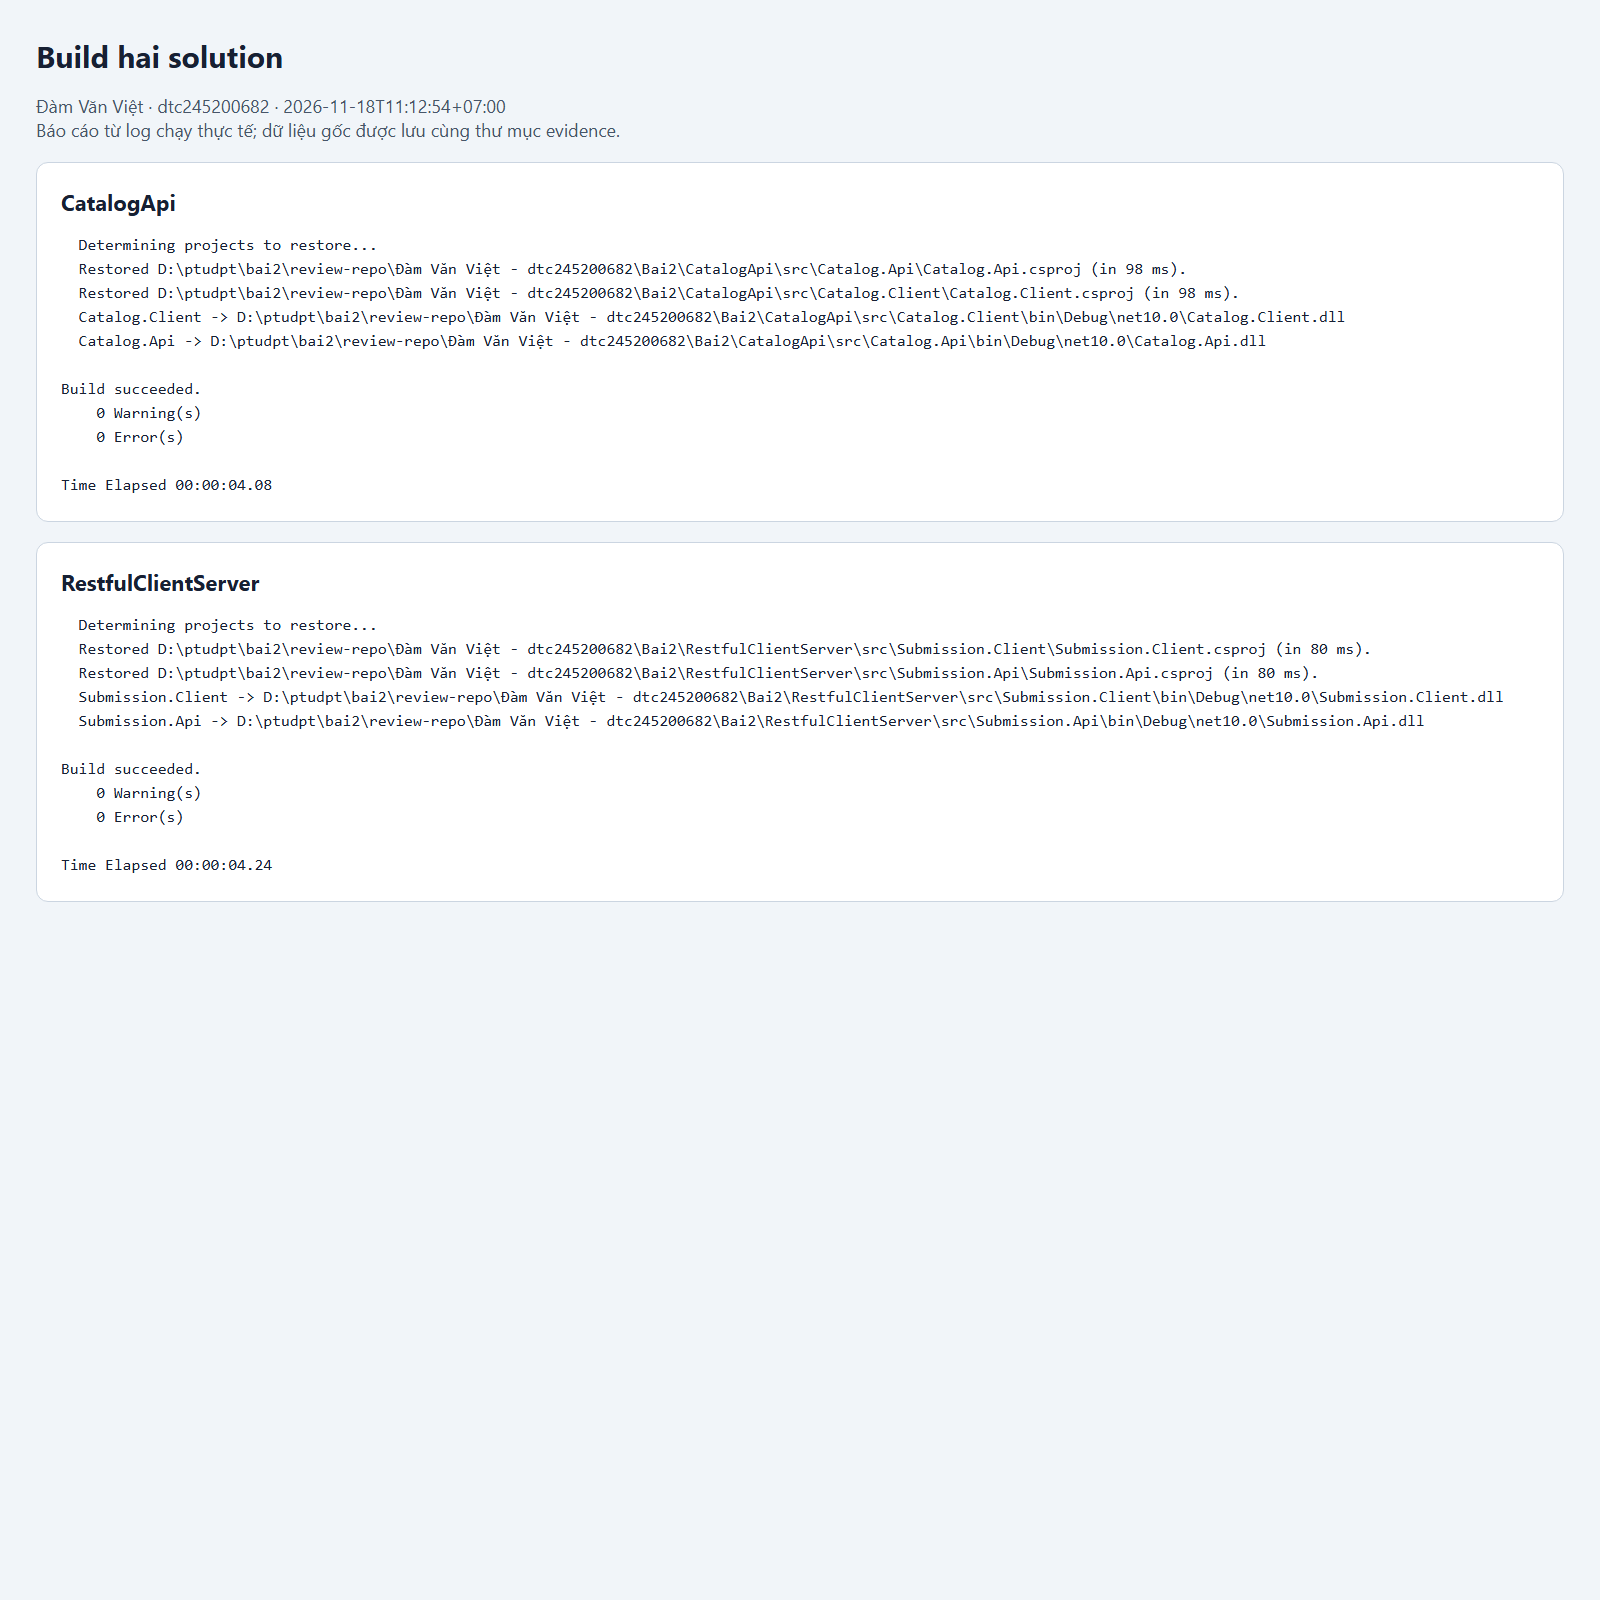 Build hai solution
Đàm Văn Việt · dtc245200682 · 2026-11-18T11:12:54+07:00
Báo cáo từ log chạy thực tế; dữ liệu gốc được lưu cùng thư mục evidence.
CatalogApi
Determining projects to restore...
Restored D:\ptudpt\bai2\review-repo\Đàm Văn Việt - dtc245200682\Bai2\CatalogApi\src\Catalog.Api\Catalog.Api.csproj (in 98 ms).
Restored D:\ptudpt\bai2\review-repo\Đàm Văn Việt - dtc245200682\Bai2\CatalogApi\src\Catalog.Client\Catalog.Client.csproj (in 98 ms).
Catalog.Client -> D:\ptudpt\bai2\review-repo\Đàm Văn Việt - dtc245200682\Bai2\CatalogApi\src\Catalog.Client\bin\Debug\net10.0\Catalog.Client.dll
Catalog.Api -> D:\ptudpt\bai2\review-repo\Đàm Văn Việt - dtc245200682\Bai2\CatalogApi\src\Catalog.Api\bin\Debug\net10.0\Catalog.Api.dll
Build succeeded.
0 Warning(s)
0 Error(s)
Time Elapsed 00:00:04.08
RestfulClientServer
Determining projects to restore...
Restored D:\ptudpt\bai2\review-repo\Đàm Văn Việt - dtc245200682\Bai2\RestfulClientServer\src\Submission.Client\Submission.Client.csproj (in 80 ms).
Restored D:\ptudpt\bai2\review-repo\Đàm Văn Việt - dtc245200682\Bai2\RestfulClientServer\src\Submission.Api\Submission.Api.csproj (in 80 ms).
Submission.Client -> D:\ptudpt\bai2\review-repo\Đàm Văn Việt - dtc245200682\Bai2\RestfulClientServer\src\Submission.Client\bin\Debug\net10.0\Submission.Client.dll
Submission.Api -> D:\ptudpt\bai2\review-repo\Đàm Văn Việt - dtc245200682\Bai2\RestfulClientServer\src\Submission.Api\bin\Debug\net10.0\Submission.Api.dll
Build succeeded.
0 Warning(s)
0 Error(s)
Time Elapsed 00:00:04.24